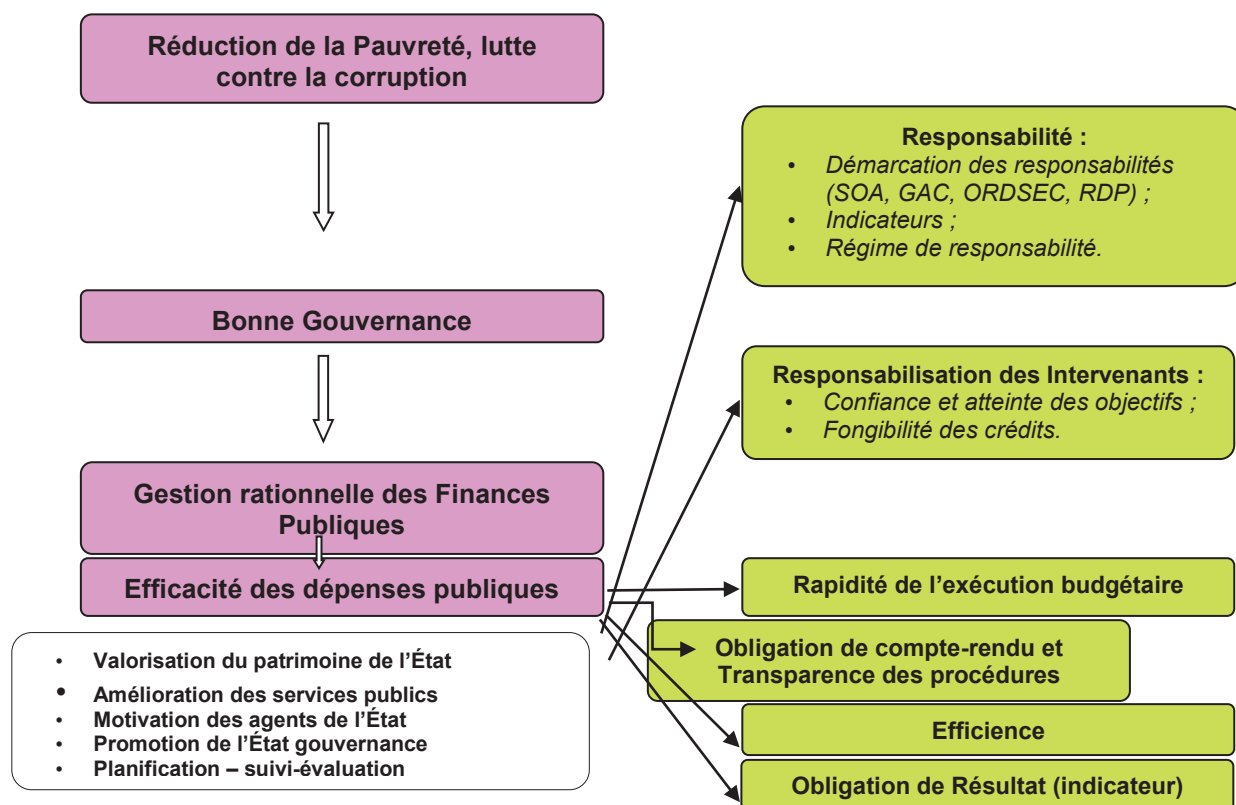 Réduction de la Pauvreté, lutte
contre la corruption
Bonne Gouvernance
Gestion rationnelle des Finances
Publiques
Efficacité des dépenses publiques
• Valorisation du patrimoine de l’État
• Amélioration des services publics
• Motivation des agents de l’État
• Promotion de l’État gouvernance
• Planification – suivi-évaluation
Responsabilité :
• Démarcation des responsabilités
(SOA, GAC, ORDSEC, RDP) ;
• Indicateurs ;
• Régime de responsabilité.
Responsabilisation des Intervenants :
• Confiance et atteinte des objectifs ;
• Fongibilité des crédits.
Rapidité de l’exécution budgétaire
Obligation de compte-rendu et
Transparence des procédures
Efficience
Obligation de Résultat (indicateur)